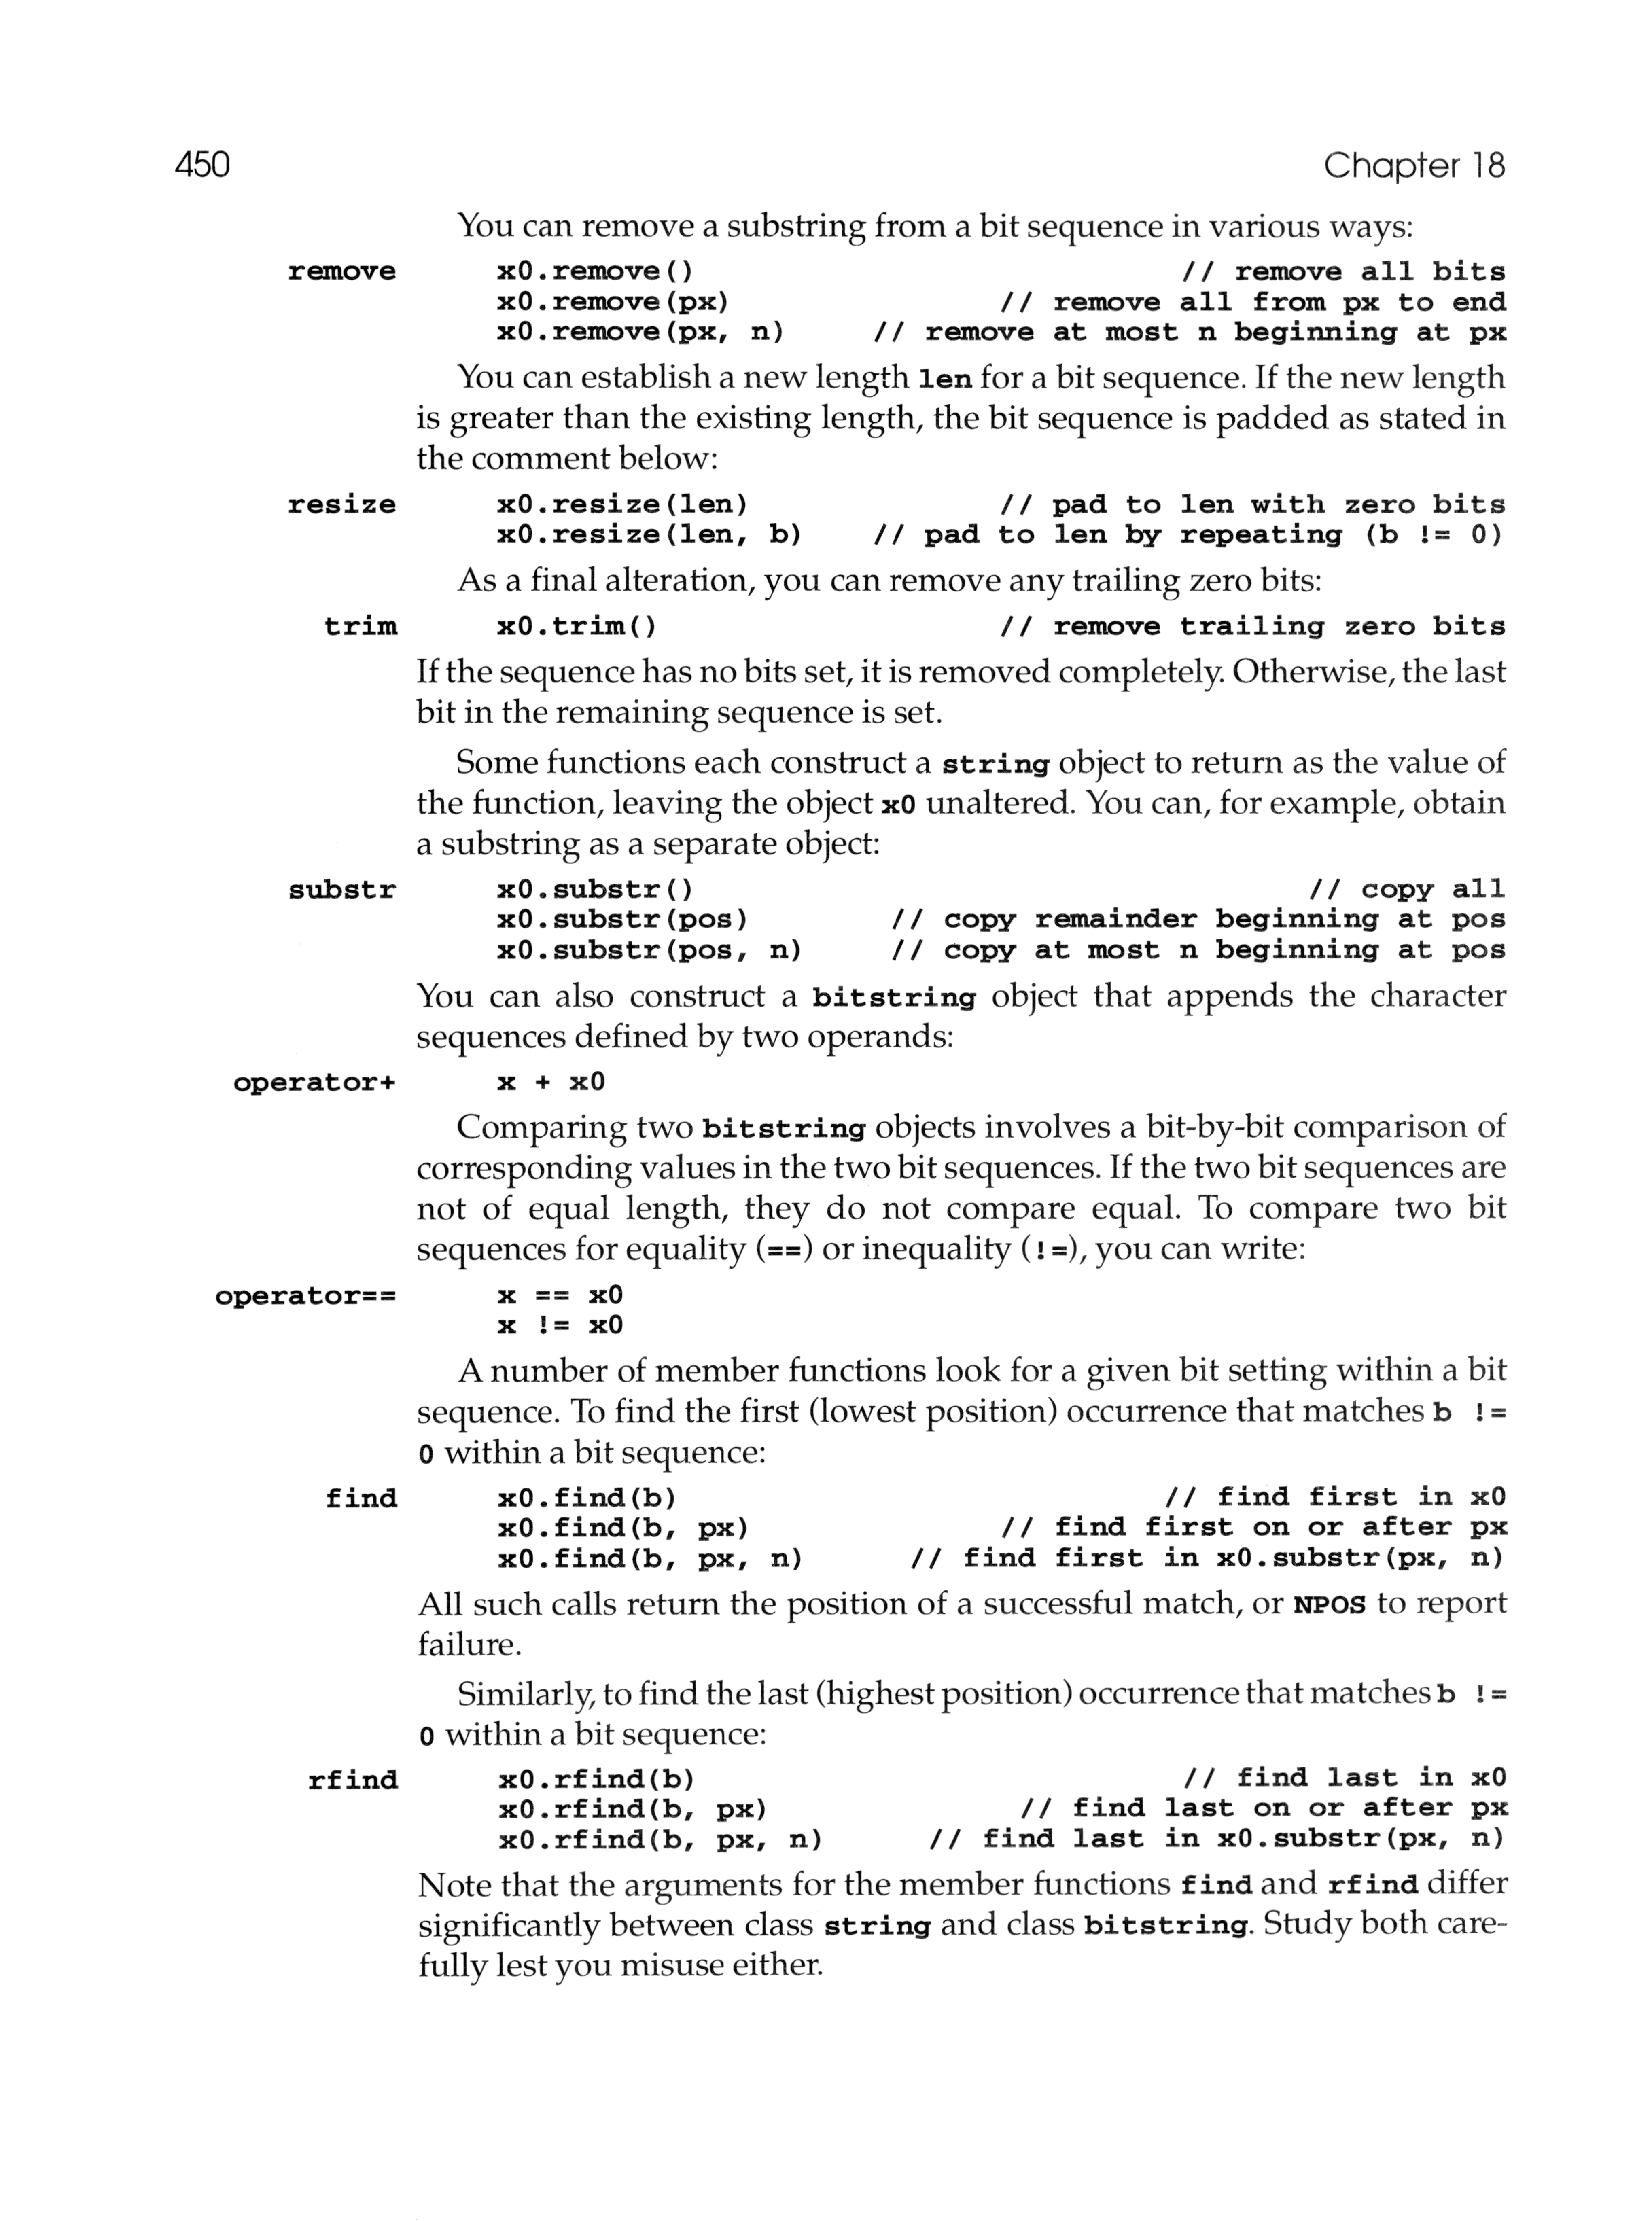 450 Chapter 18
You can remove a substring from a bit sequence in various ways:
remove x0.remove() // remove all bits
x0.remove(px) // remove all from px to end
x0.remove(px, n) // remove at most n beginning at px
You can establish a new length len for a bit sequence. If the new length
is greater than the existing length, the bit sequence is padded as stated in
the comment below:
resize x0.resize(len) // pad to len with zero bits
x0.resize(len, b) // pad to len by repeating (b != 0)
As a final alteration, you can remove any trailing zero bits:
trim x0.trim() // remove trailing zero bits
If the sequence has no bits set, it is removed completely. Otherwise, the last
bit in the remaining sequence is set.
Some functions each construct a string object to return as the value of
the function, leaving the object x0 unaltered. You can, for example, obtain
a substring as a separate object:
substr x0.substr() // copy all
x0.substr(pos) // copy remainder beginning at pos
x0.substr(pos, n) // copy at most n beginning at pos
You can also construct a bitstring object that appends the character
sequences defined by two operands:
operator+ x + x0
Comparing two bitstring objects involves a bit-by-bit comparison of
corresponding values in the two bit sequences. If the two bit sequences are
not of equal length, they do not compare equal. To compare two bit
sequences for equality (==) or inequality (!=), you can write:
operator== x == x0
x != x0
A number of member functions look for a given bit setting within a bit
sequence. To find the first (lowest position) occurrence that matches b !=
0 within a bit sequence:
find x0.find(b) // find first in x0
x0.find(b, px) // find first on or after px
x0.find(b, px, n) // find first in x0.substr(px, n)
All such calls return the position of a successful match, or NPOS to report
failure.
Similarly, to find the last (highest position) occurrence that matches b !=
0 within a bit sequence:
rfind x0.rfind(b) // find last in x0
x0.rfind(b, px) // find last on or after px
x0.rfind(b, px, n) // find last in x0.substr(px, n)
Note that the arguments for the member functions find and rfind differ
significantly between class string and class bitstring. Study both care-
fully lest you misuse either.